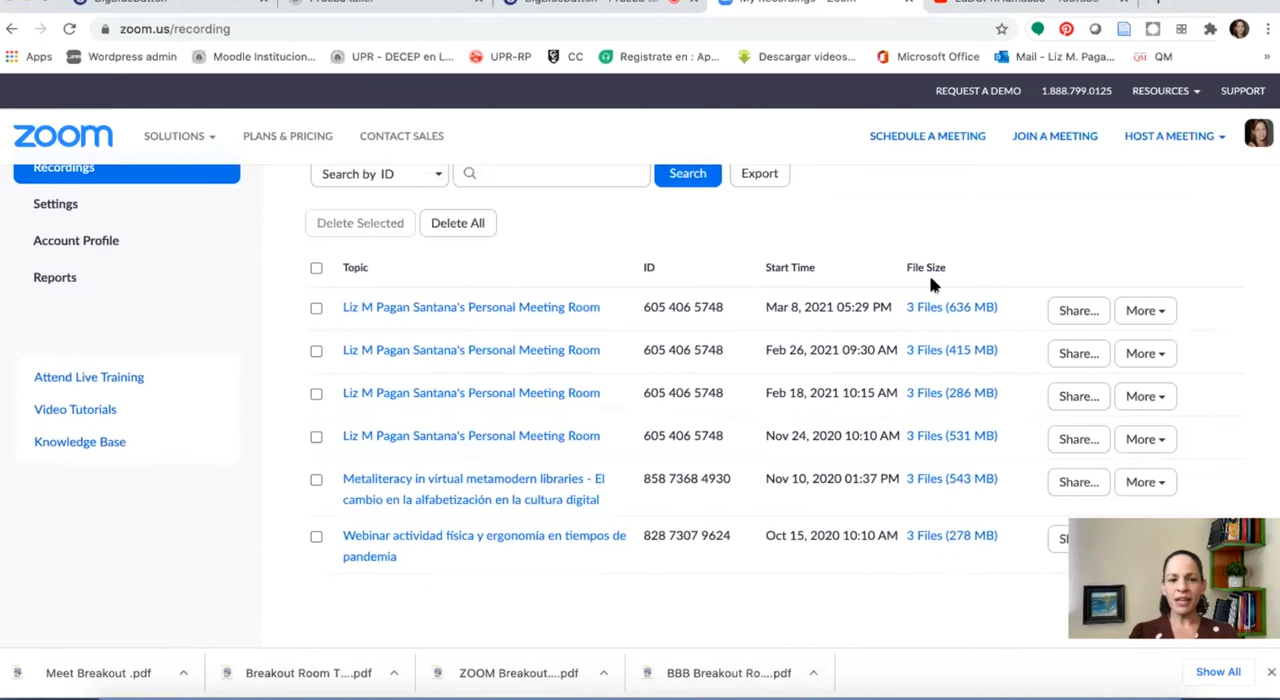 BigBlueButton
Prueba taller
BigBlueButton - Prueba tal...
My Recordings - Zoom
YouTube
zoom.us/recording
Apps
Wordpress admin
Moodle Institucion...
UPR - DECEP en L...
UPR-RP
CC
Registrate en : Ap...
Descargar videos...
Microsoft Office
Mail - Liz M. Paga...
QM QM
»
REQUEST A DEMO 1.888.799.0125 RESOURCES SUPPORT
zoom SOLUTIONS PLANS & PRICING CONTACT SALES SCHEDULE A MEETING JOIN A MEETING HOST A MEETING
Recordings
Search by ID Search Export
Settings
Delete Selected Delete All
Account Profile
Reports
Topic ID Start Time File Size
Liz M Pagan Santana's Personal Meeting Room 605 406 5748 Mar 8, 2021 05:29 PM 3 Files (636 MB) Share... More
Liz M Pagan Santana's Personal Meeting Room 605 406 5748 Feb 26, 2021 09:30 AM 3 Files (415 MB) Share... More
Liz M Pagan Santana's Personal Meeting Room 605 406 5748 Feb 18, 2021 10:15 AM 3 Files (286 MB) Share... More
Liz M Pagan Santana's Personal Meeting Room 605 406 5748 Nov 24, 2020 10:10 AM 3 Files (531 MB) Share... More
Metaliteracy in virtual metamodern libraries - El 858 7368 4930 Nov 10, 2020 01:37 PM 3 Files (543 MB) Share... More
cambio en la alfabetización en la cultura digital
Webinar actividad física y ergonomía en tiempos de 828 7307 9624 Oct 15, 2020 10:10 AM 3 Files (278 MB)
pandemia
Attend Live Training
Video Tutorials
Knowledge Base
Meet Breakout .pdf
Breakout Room T....pdf
ZOOM Breakout....pdf
BBB Breakout Ro....pdf
Show All